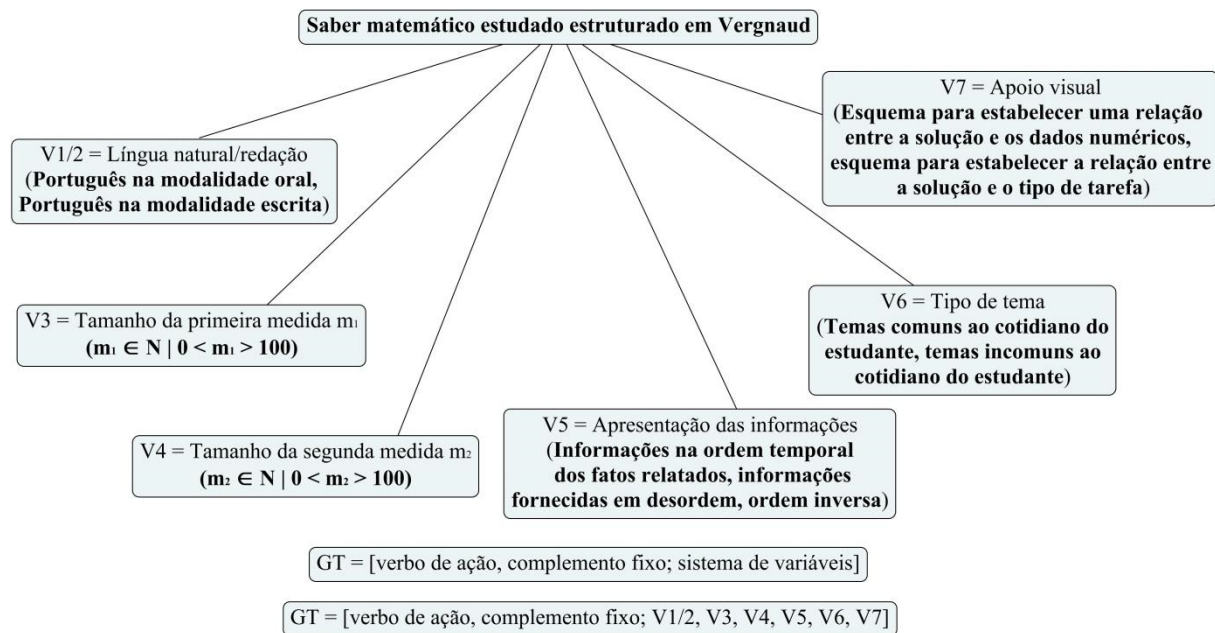 Saber matemático estudado estruturado em Vergnaud
V1/2 = Língua natural/redação
(Português na modalidade oral,
Português na modalidade escrita)
V3 = Tamanho da primeira medida m₁
(m₁ ∈ N | 0 < m₁ > 100)
V4 = Tamanho da segunda medida m₂
(m₂ ∈ N | 0 < m₂ > 100)
V5 = Apresentação das informações
(Informações na ordem temporal
dos fatos relatados, informações
fornecidas em desordem, ordem inversa)
V6 = Tipo de tema
(Temas comuns ao cotidiano do
estudante, temas incomuns ao
cotidiano do estudante)
V7 = Apoio visual
(Esquema para estabelecer uma relação
entre a solução e os dados numéricos,
esquema para estabelecer a relação entre
a solução e o tipo de tarefa)
GT = [verbo de ação, complemento fixo; sistema de variáveis]
GT = [verbo de ação, complemento fixo; V1/2, V3, V4, V5, V6, V7]